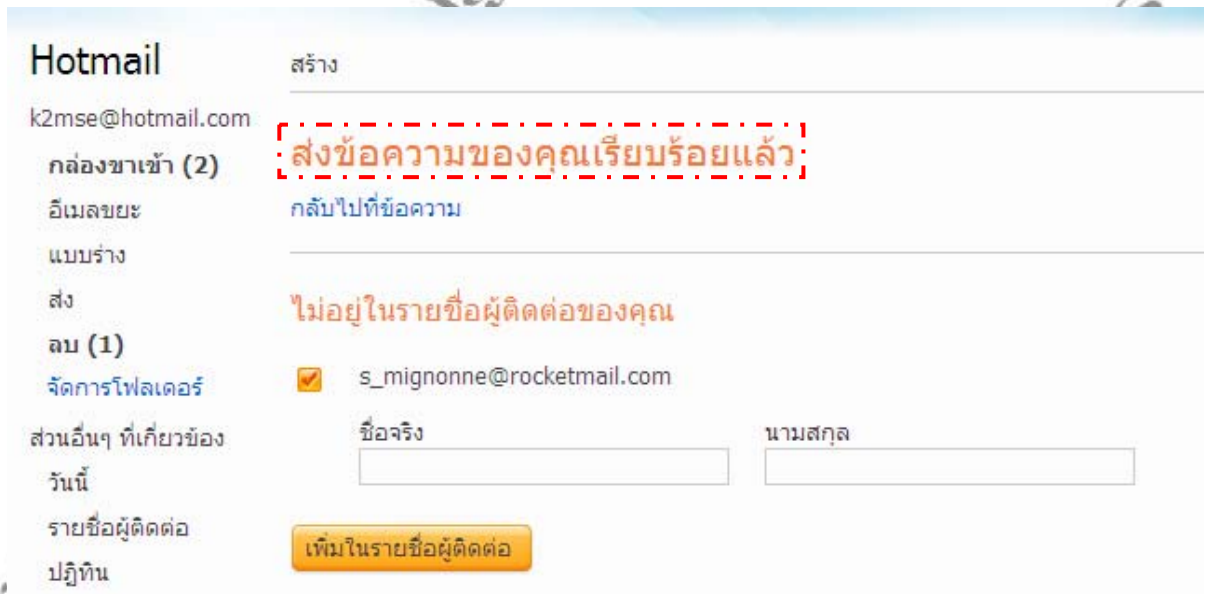 Hotmail
k2mse@hotmail.com
กล่องขาเข้า (2)
อีเมลขยะ
แบบร่าง
ส่ง
ลบ (1)
จัดการโฟลเดอร์
ส่วนอื่นๆ ที่เกี่ยวข้อง
วันนี้
รายชื่อผู้ติดต่อ
ปฏิทิน
สร้าง
ส่งข้อความของคุณเรียบร้อยแล้ว
กลับไปที่ข้อความ
ไม่อยู่ในรายชื่อผู้ติดต่อของคุณ
s_mignonne@rocketmail.com
ชื่อจริง นามสกุล
เพิ่มในรายชื่อผู้ติดต่อ